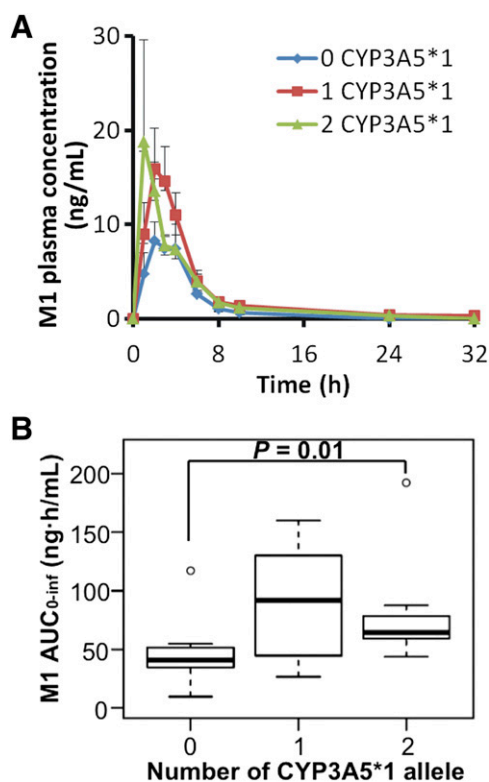 A
30
20
10
0
M1 plasma concentration
(ng/mL)
0 CYP3A5*1
1 CYP3A5*1
2 CYP3A5*1
0 8 16 24 32
Time (h)
B
P = 0.01
200
150
100
50
0
M1 AUC0-inf (ng·h/mL)
0 1 2
Number of CYP3A5*1 allele